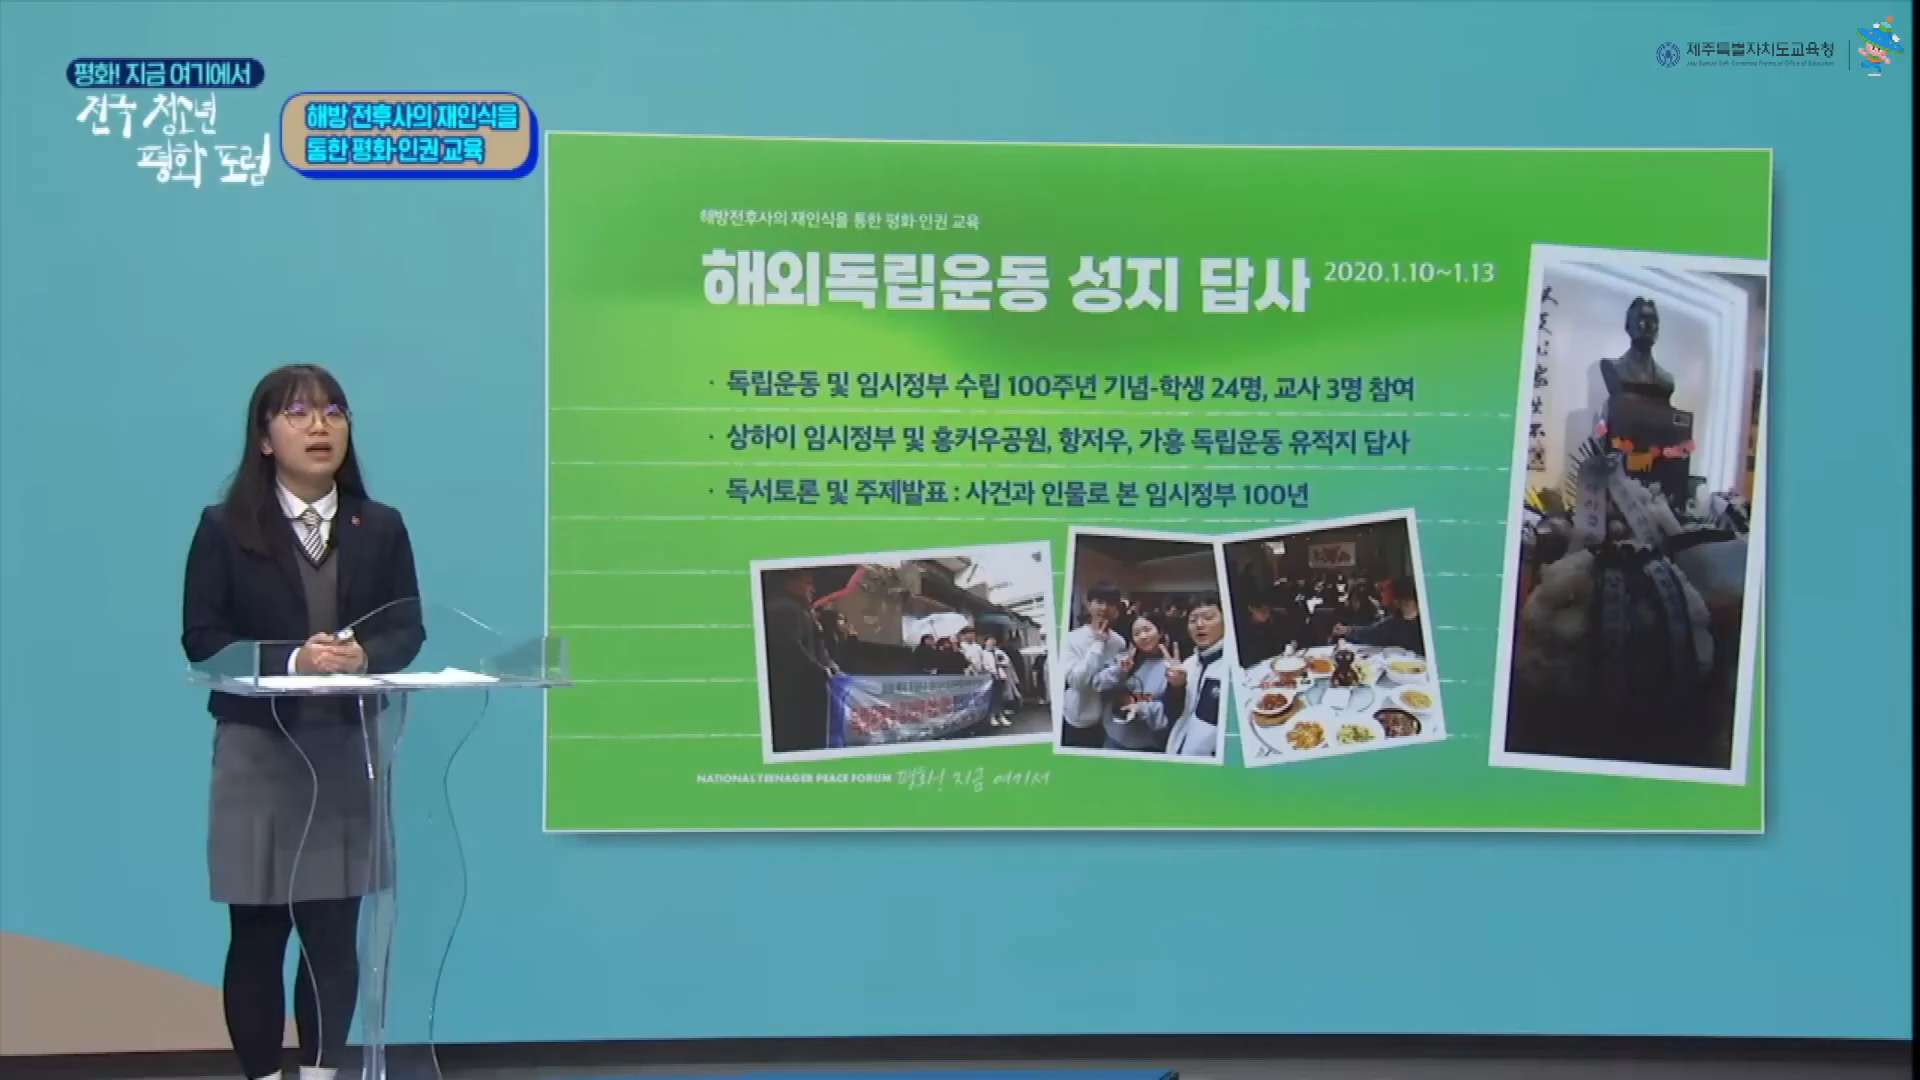 평화! 지금 여기에서
전국 청소년
평화 포럼
해방 전후사의 재인식을
통한 평화·인권 교육
제주특별자치도교육청
해방전후사의 재인식을 통한 평화·인권 교육
해외독립운동 성지 답사 2020.1.10~1.13
· 독립운동 및 임시정부 수립 100주년 기념-학생 24명, 교사 3명 참여
· 상하이 임시정부 및 홍커우공원, 항저우, 가흥 독립운동 유적지 답사
· 독서토론 및 주제발표 : 사건과 인물로 본 임시정부 100년
NATIONAL TEENAGER PEACE FORUM 평화! 지금 여기서